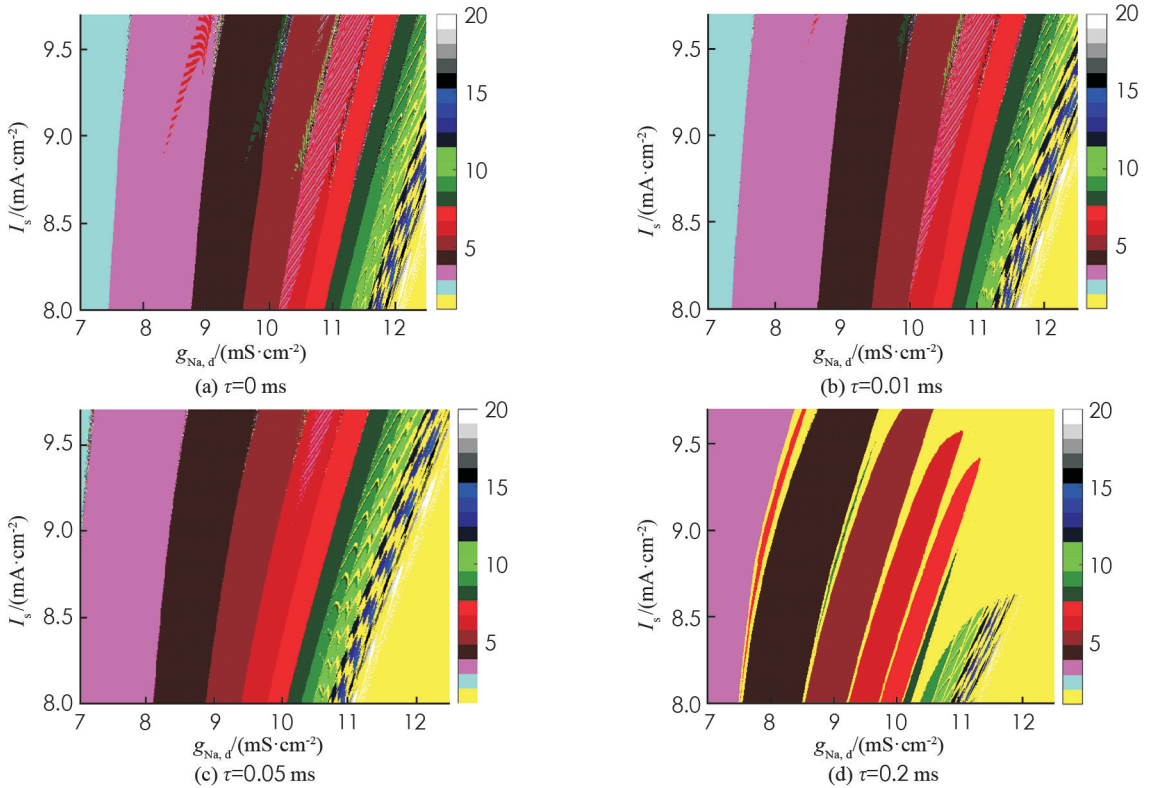 20
15
10
5
9.5
9.0
8.5
8.0
I_s/(mA·cm⁻²)
7 8 9 10 11 12
g_Na, d/(mS·cm⁻²)
(a) τ=0 ms
20
15
10
5
9.5
9.0
8.5
8.0
I_s/(mA·cm⁻²)
7 8 9 10 11 12
g_Na, d/(mS·cm⁻²)
(b) τ=0.01 ms
20
15
10
5
9.5
9.0
8.5
8.0
I_s/(mA·cm⁻²)
7 8 9 10 11 12
g_Na, d/(mS·cm⁻²)
(c) τ=0.05 ms
20
15
10
5
9.5
9.0
8.5
8.0
I_s/(mA·cm⁻²)
7 8 9 10 11 12
g_Na, d/(mS·cm⁻²)
(d) τ=0.2 ms